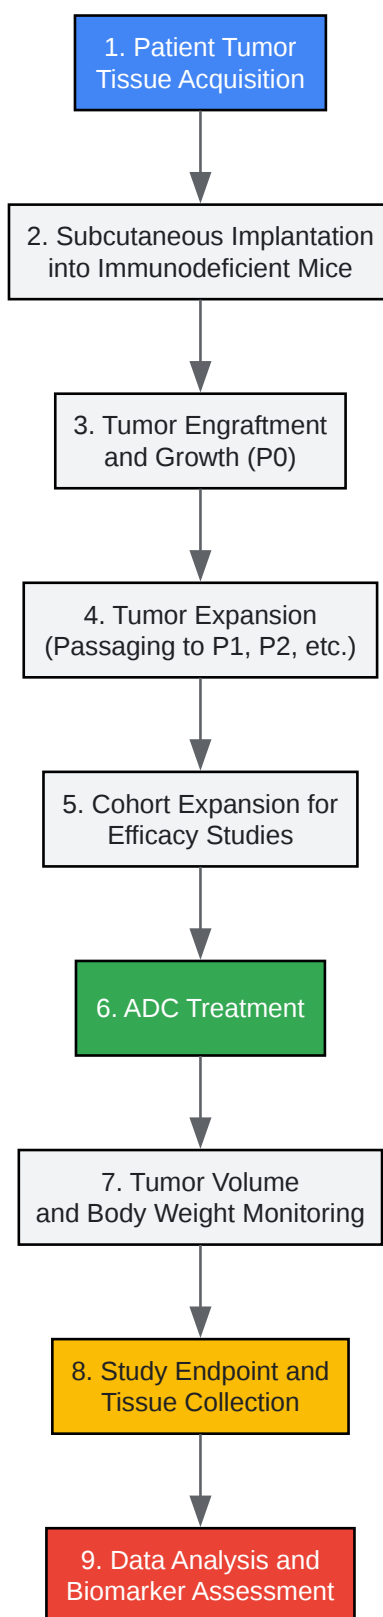 1. Patient Tumor
Tissue Acquisition
2. Subcutaneous Implantation
into Immunodeficient Mice
3. Tumor Engraftment
and Growth (P0)
4. Tumor Expansion
(Passaging to P1, P2, etc.)
5. Cohort Expansion for
Efficacy Studies
6. ADC Treatment
7. Tumor Volume
and Body Weight Monitoring
8. Study Endpoint and
Tissue Collection
9. Data Analysis and
Biomarker Assessment